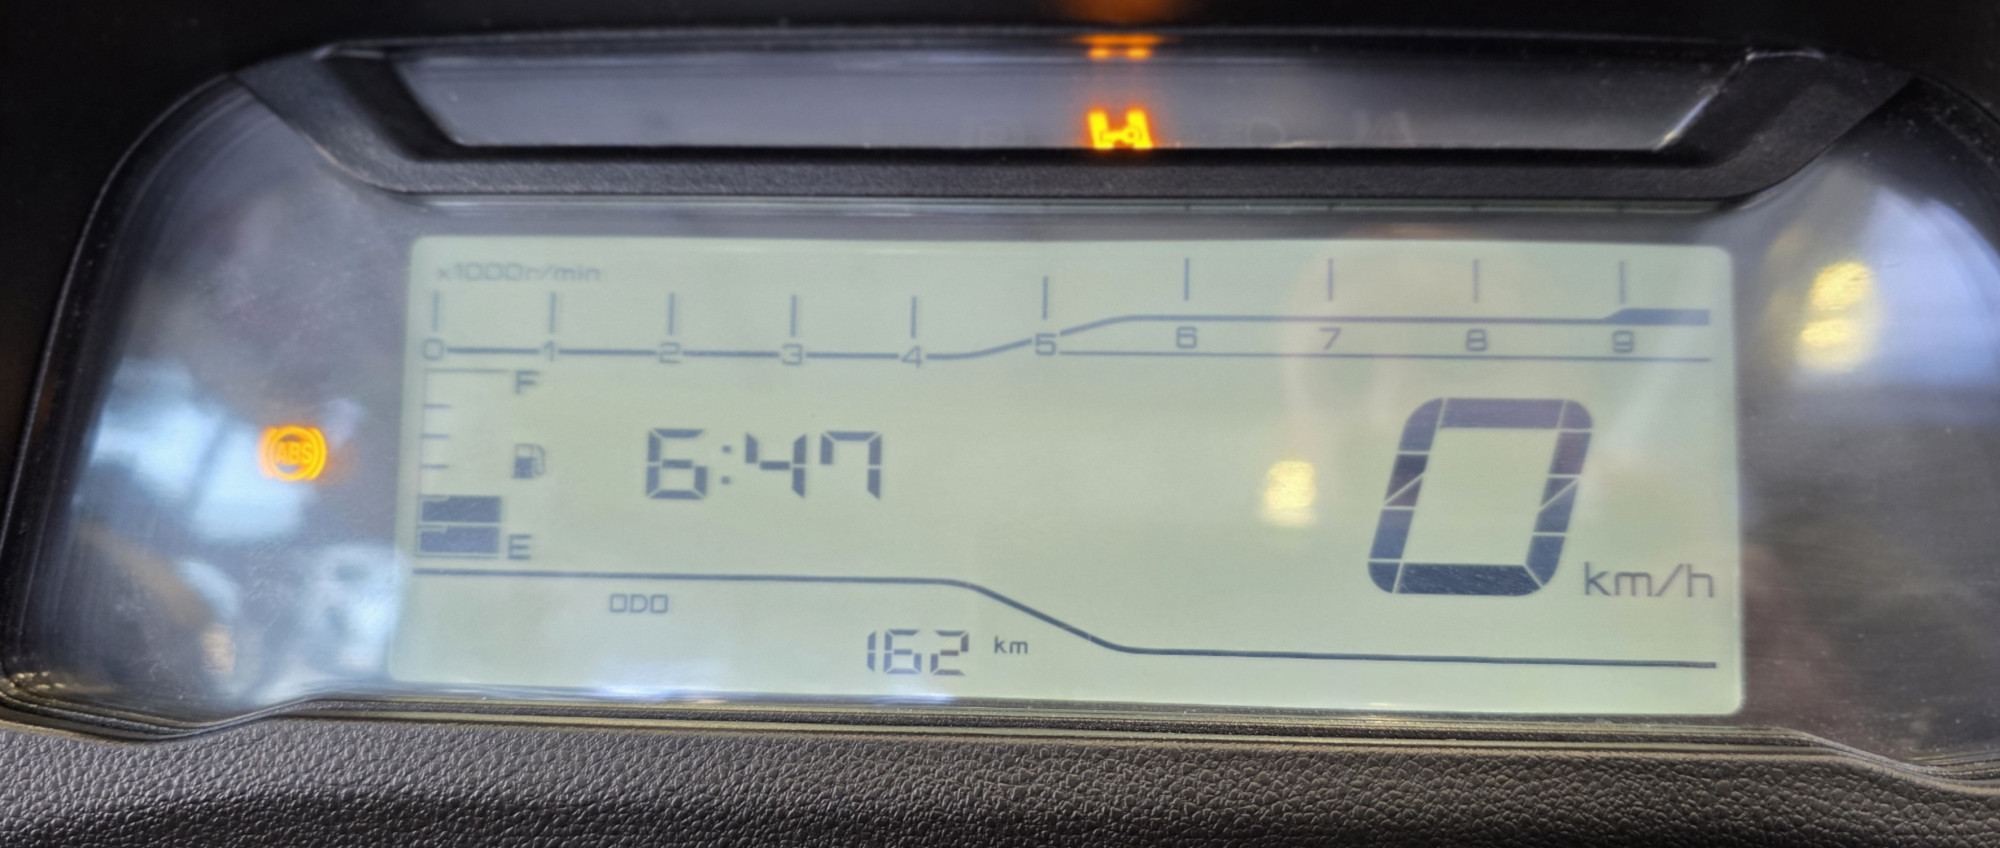 ×1000r/min
0 1 2 3 4 5 6 7 8 9
F
ABS
6:47
0 km/h
E
ODO
162 km